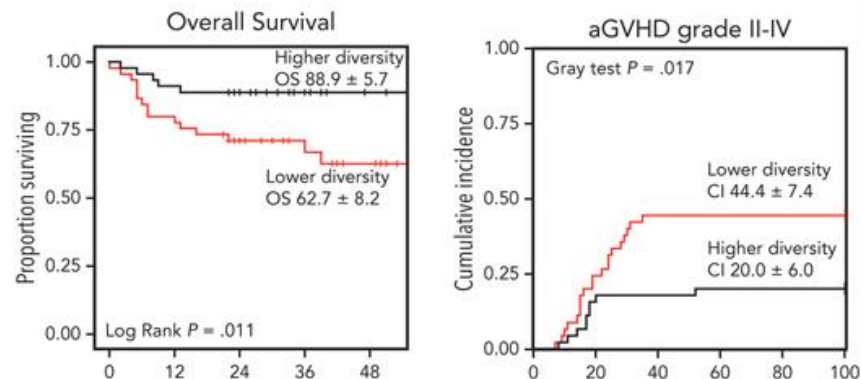 Overall Survival
Proportion surviving
1.00
0.75
0.50
0.25
0.00
Higher diversity
OS 88.9 ± 5.7
Lower diversity
OS 62.7 ± 8.2
Log Rank P = .011
0 12 24 36 48
aGVHD grade II-IV
Cumulative incidence
1.00
0.75
0.50
0.25
0.00
Gray test P = .017
Lower diversity
CI 44.4 ± 7.4
Higher diversity
CI 20.0 ± 6.0
0 20 40 60 80 100